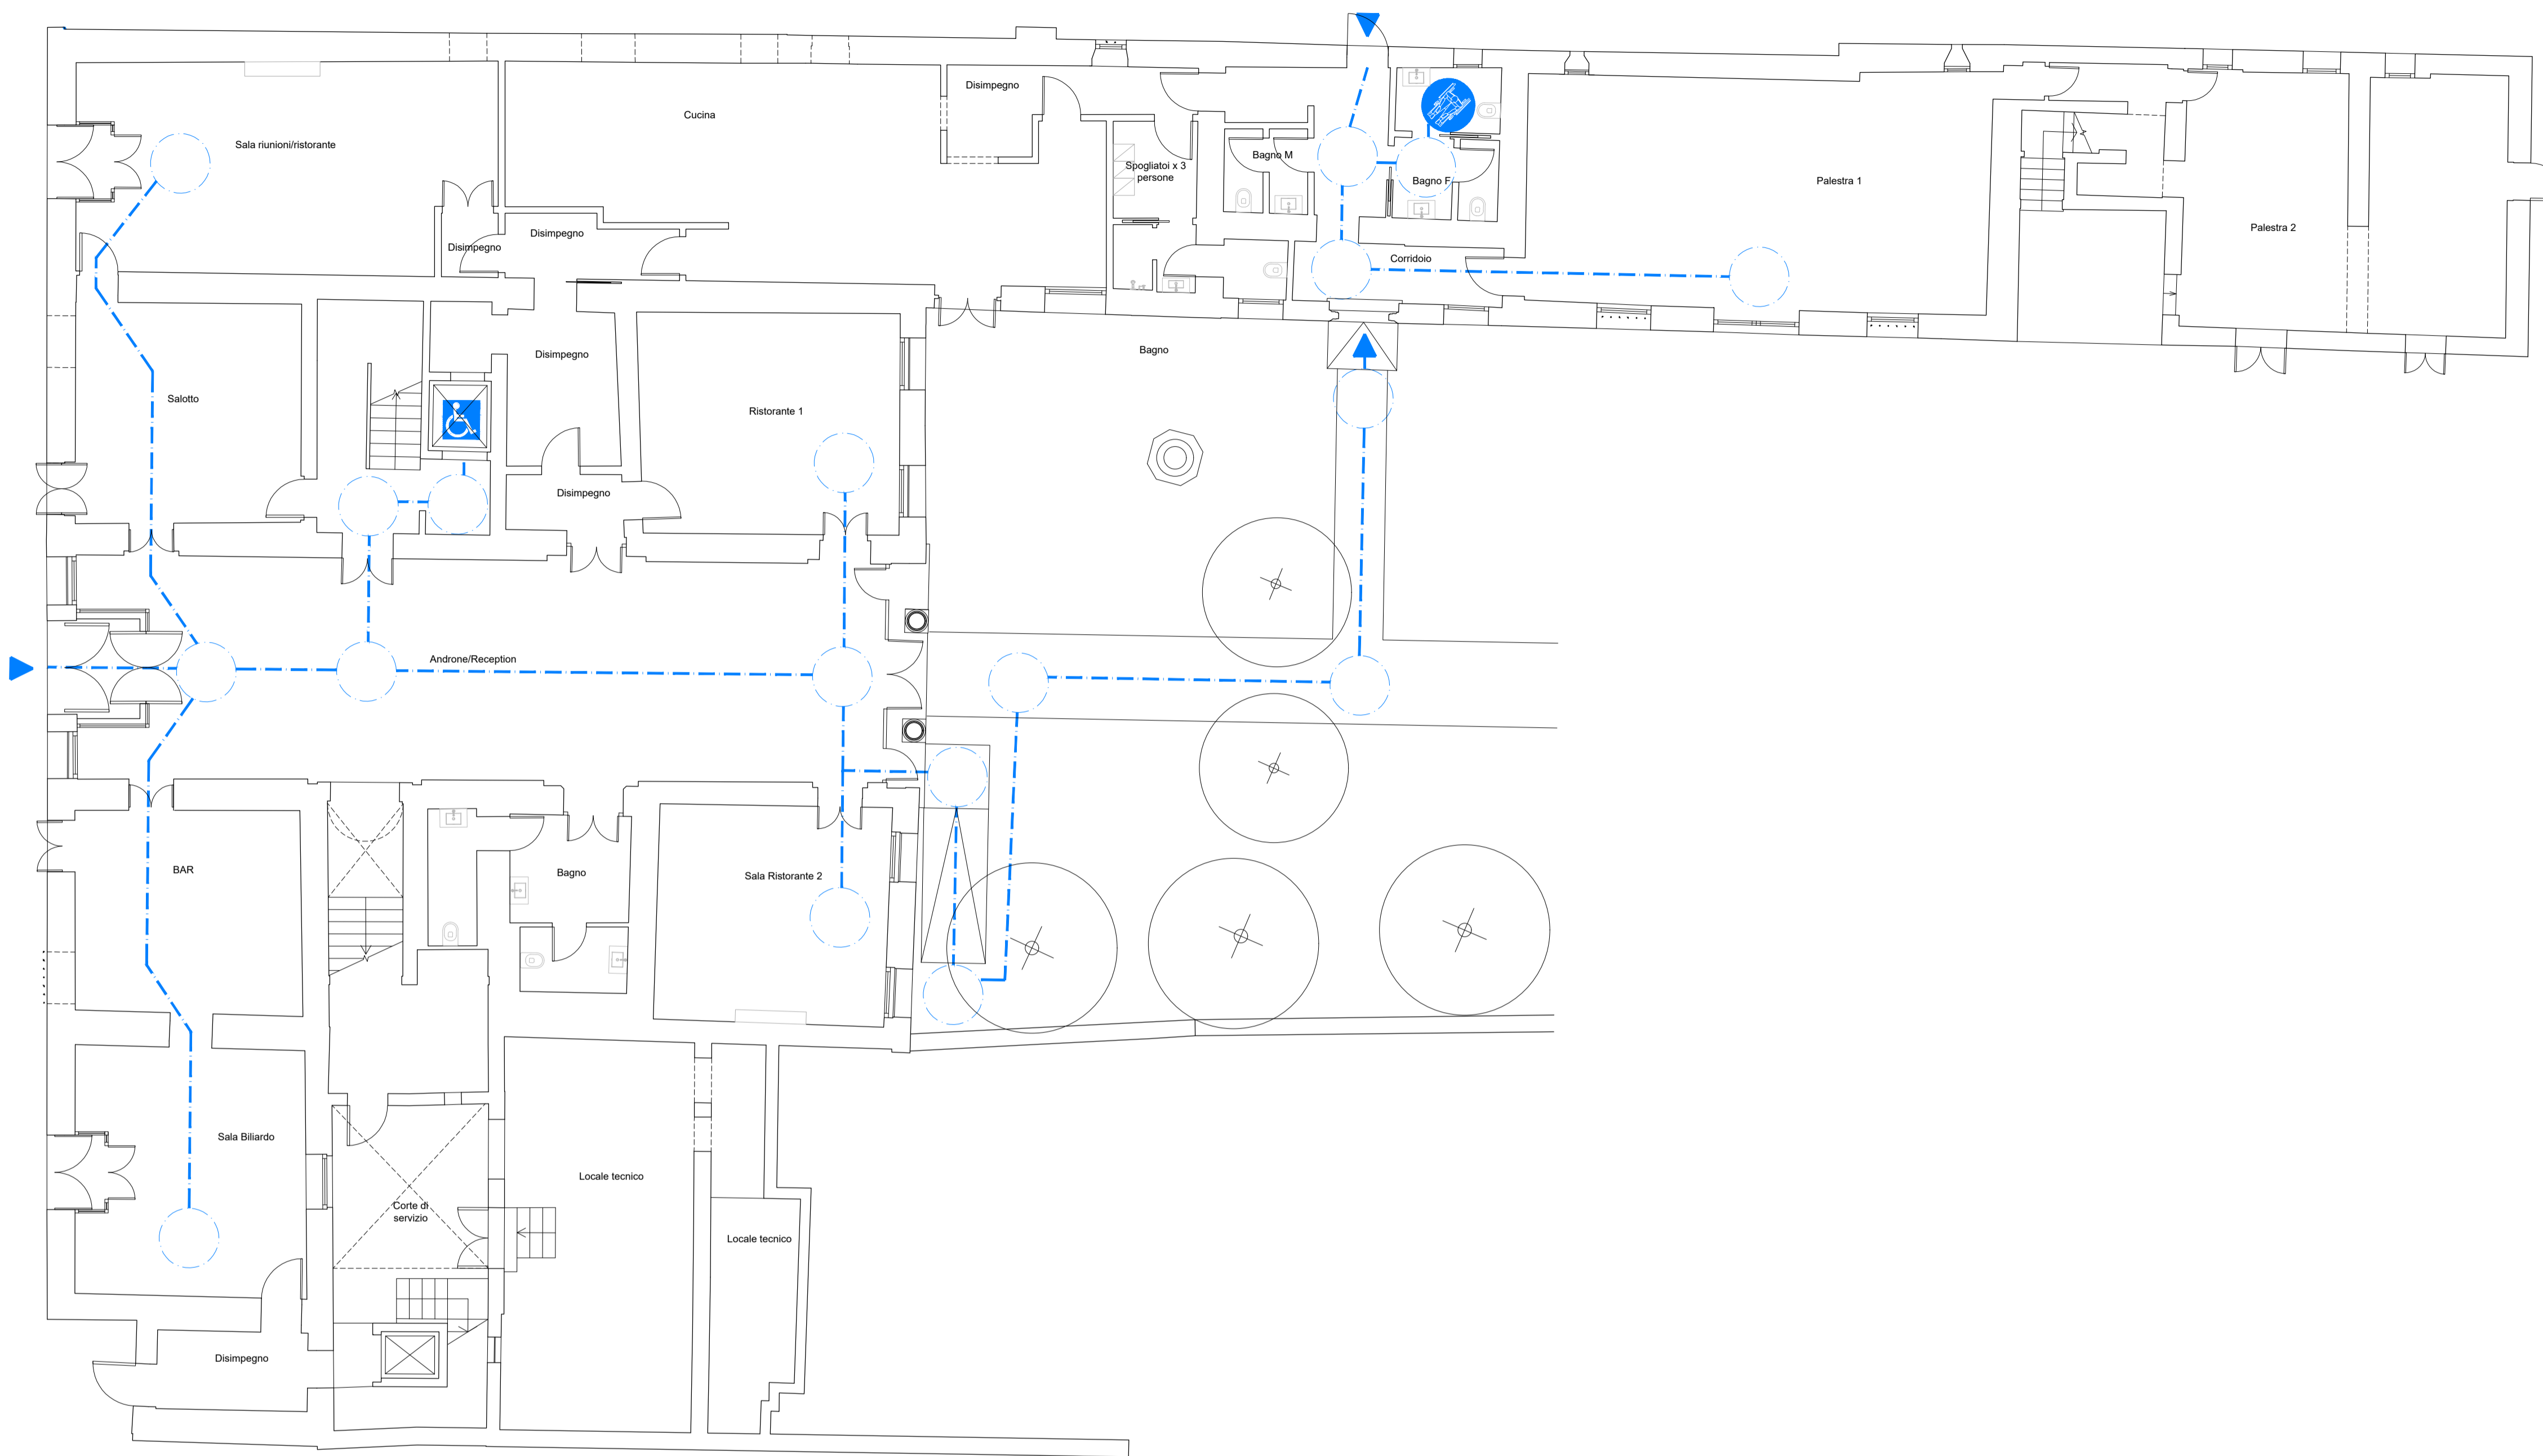 Disimpegno
Cucina
Sala riunioni/ristorante
Spogliatoi x 3
persone
Bagno M
Bagno F
Palestra 1
Palestra 2
Disimpegno
Disimpegno
Corridoio
Bagno
Disimpegno
Salotto
Ristorante 1
Disimpegno
Androne/Reception
BAR
Bagno
Sala Ristorante 2
Sala Biliardo
Locale tecnico
Corte di
servizio
Locale tecnico
Disimpegno